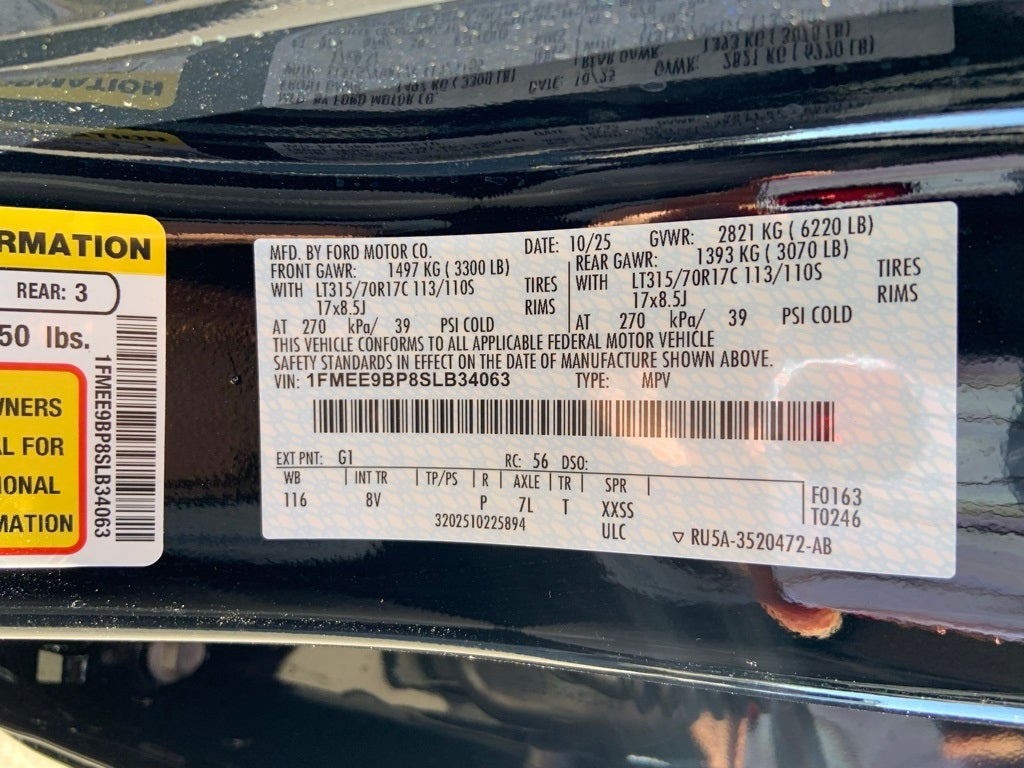 RMATION
REAR: 3
50 lbs.
WNERS
AL FOR
IONAL
MATION
1FMEE9BP8SLB34063
MFD. BY FORD MOTOR CO. DATE: 10/25 GVWR: 2821 KG ( 6220 LB)
FRONT GAWR: 1497 KG ( 3300 LB) REAR GAWR: 1393 KG ( 3070 LB)
WITH LT315/70R17C 113/110S TIRES WITH LT315/70R17C 113/110S TIRES
17x8.5J RIMS 17x8.5J RIMS
AT 270 kPa/ 39 PSI COLD AT 270 kPa/ 39 PSI COLD
THIS VEHICLE CONFORMS TO ALL APPLICABLE FEDERAL MOTOR VEHICLE
SAFETY STANDARDS IN EFFECT ON THE DATE OF MANUFACTURE SHOWN ABOVE.
VIN: 1FMEE9BP8SLB34063 TYPE: MPV
EXT PNT: G1 RC: 56 DSO:
WB INT TR TP/PS R AXLE TR SPR
116 8V P 7L T XXSS F0163
3202510225894 ULC T0246
▽ RU5A-3520472-AB